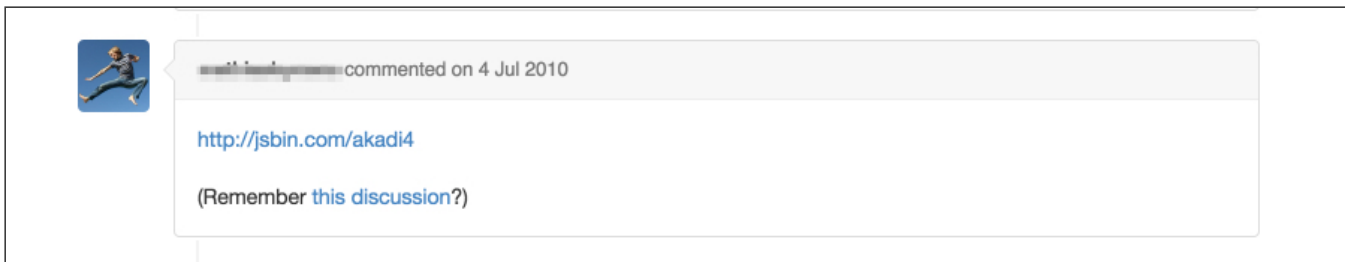 commented on 4 Jul 2010
http://jsbin.com/akadi4
(Remember this discussion?)